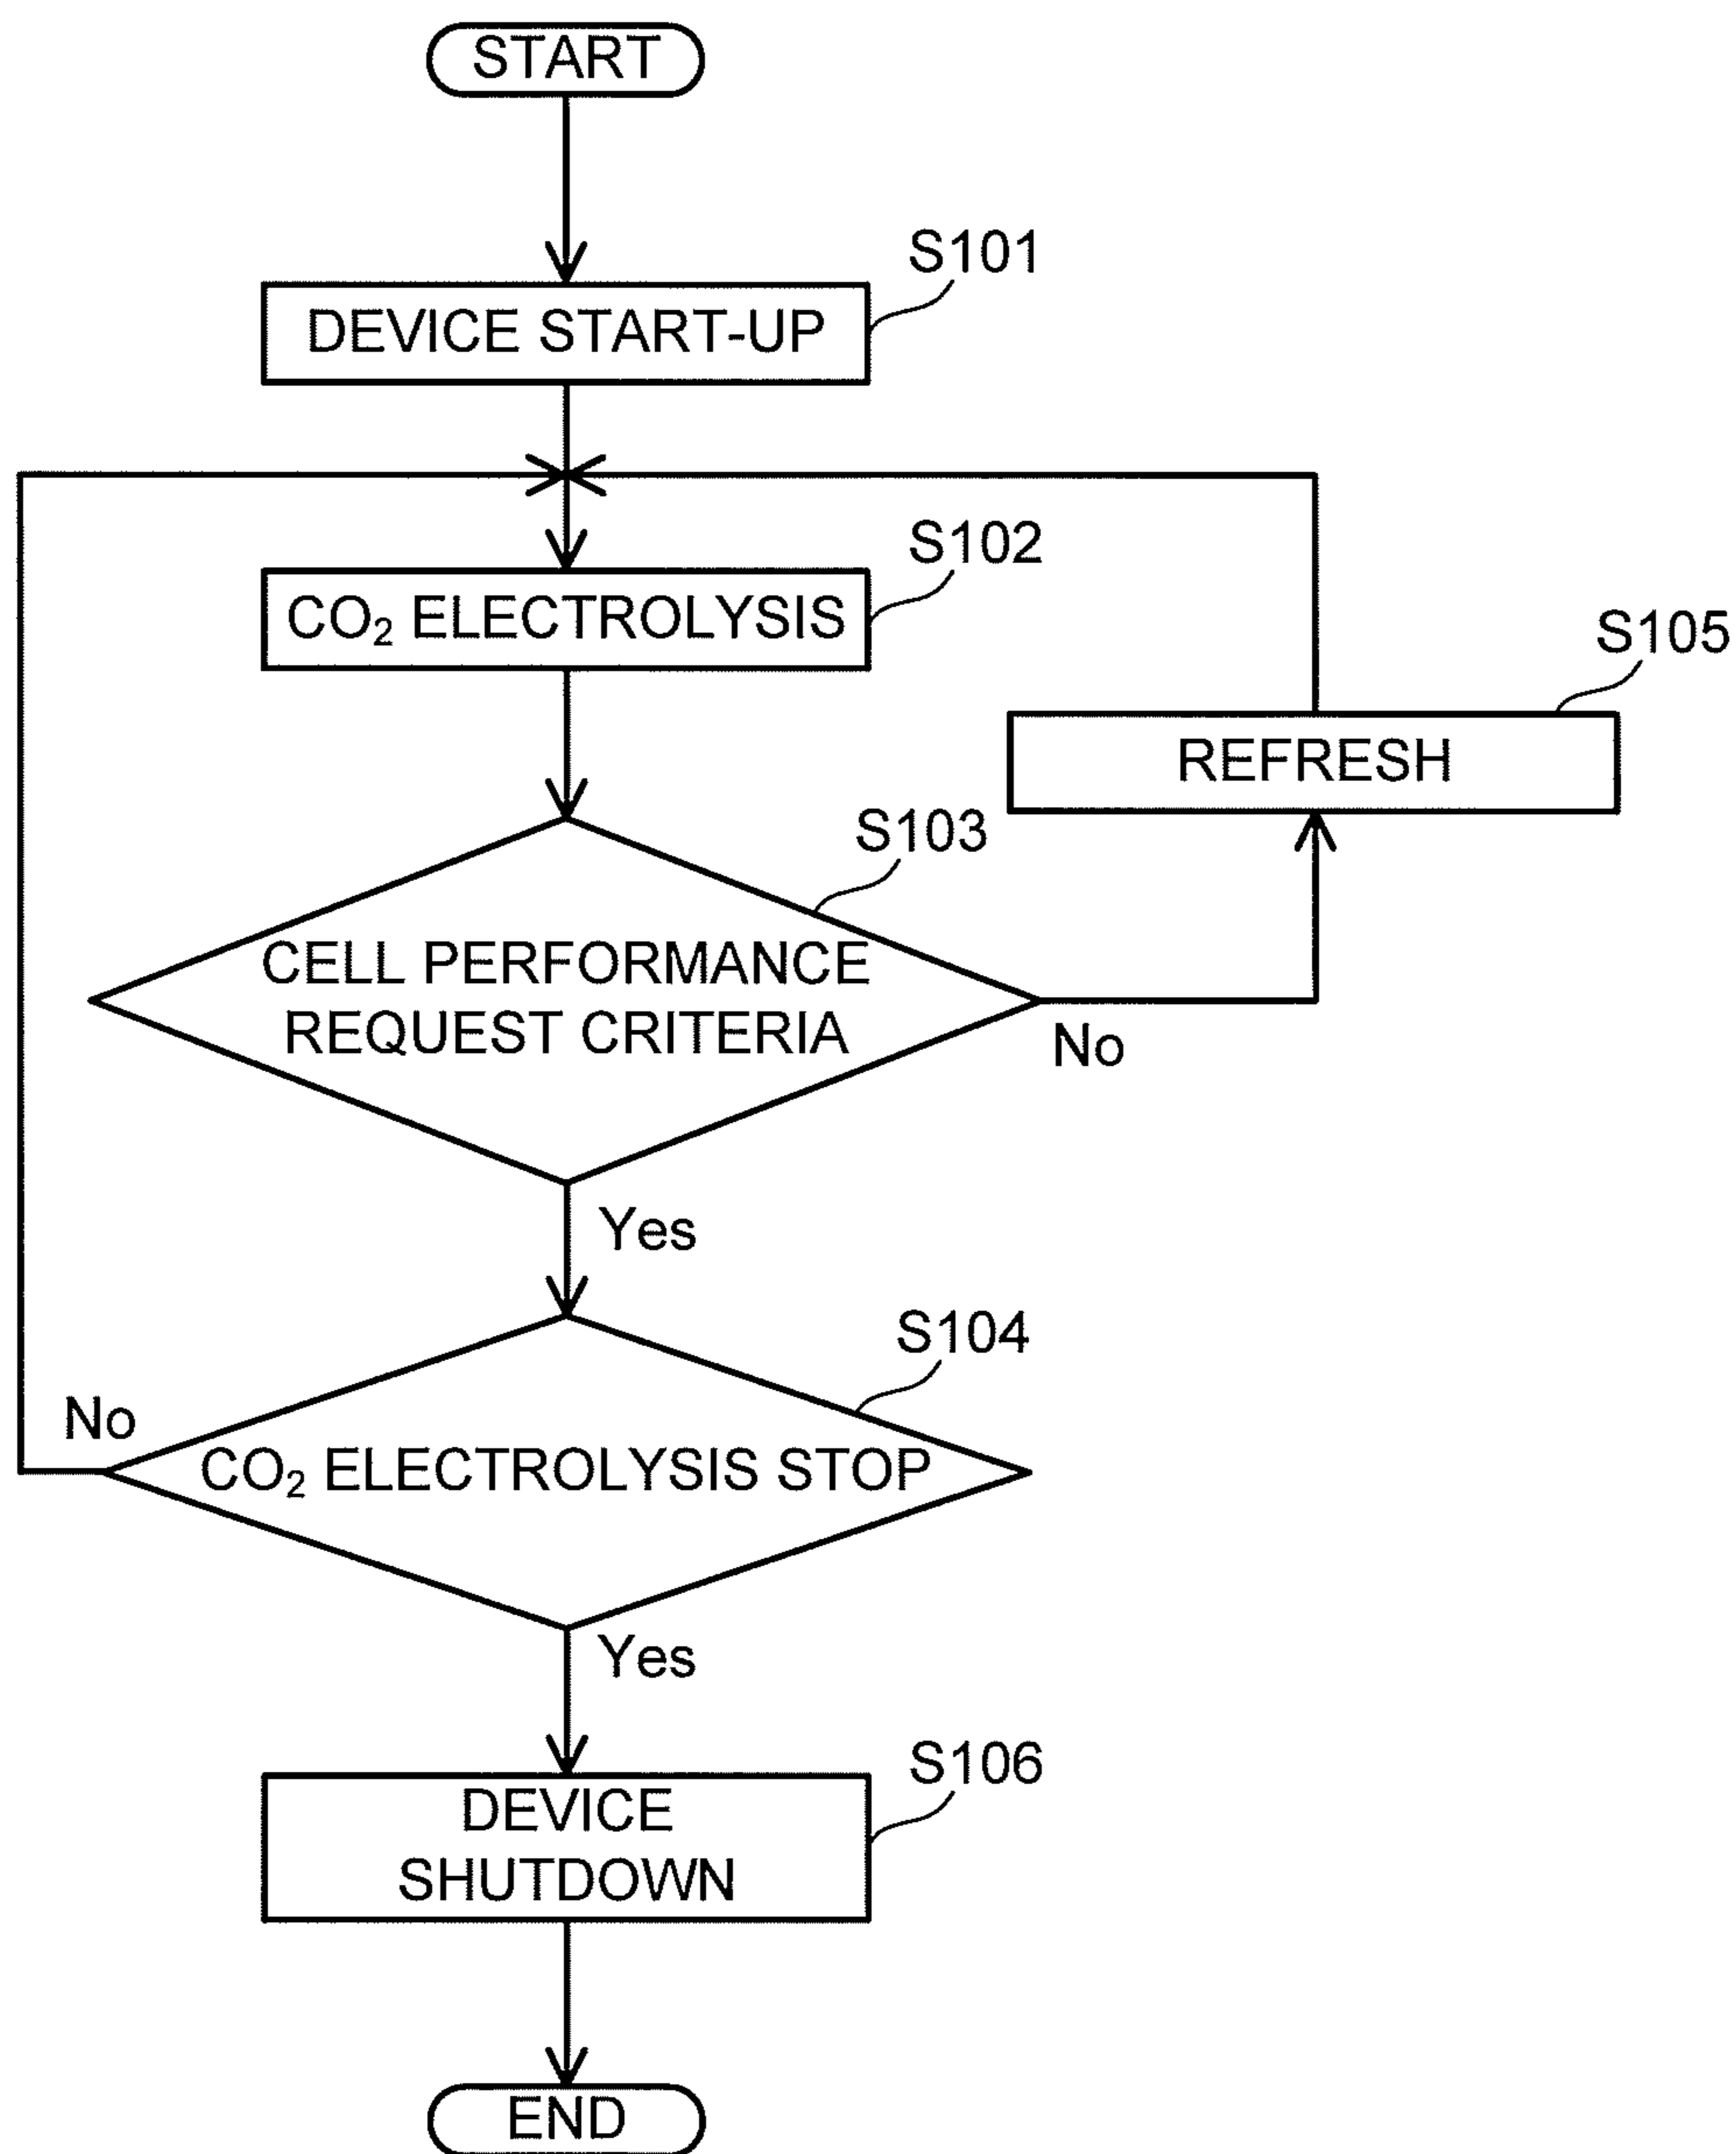 START
S101
DEVICE START-UP
S102
CO₂ ELECTROLYSIS
S105
REFRESH
S103
CELL PERFORMANCE
REQUEST CRITERIA
No
Yes
S104
No
CO₂ ELECTROLYSIS STOP
Yes
S106
DEVICE
SHUTDOWN
END